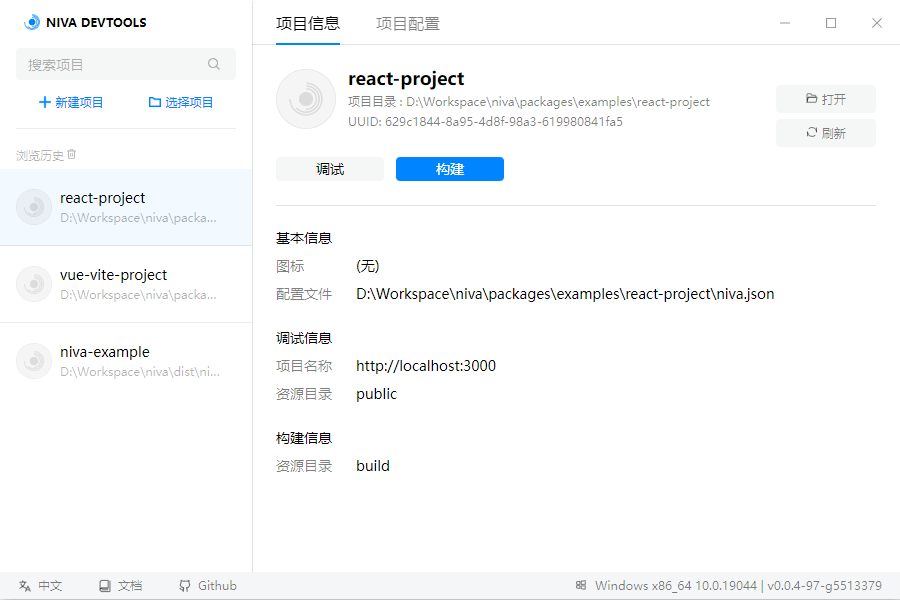 NIVA DEVTOOLS
搜索项目
新建项目
选择项目
浏览历史
react-project
D:\Workspace\niva\packa...
vue-vite-project
D:\Workspace\niva\packa...
niva-example
D:\Workspace\niva\dist\ni...
项目信息
项目配置
react-project
项目目录 : D:\Workspace\niva\packages\examples\react-project
UUID: 629c1844-8a95-4d8f-98a3-619980841fa5
打开
刷新
调试
构建
基本信息
图标 (无)
配置文件 D:\Workspace\niva\packages\examples\react-project\niva.json
调试信息
项目名称 http://localhost:3000
资源目录 public
构建信息
资源目录 build
中文
文档
Github
Windows x86_64 10.0.19044 | v0.0.4-97-g5513379